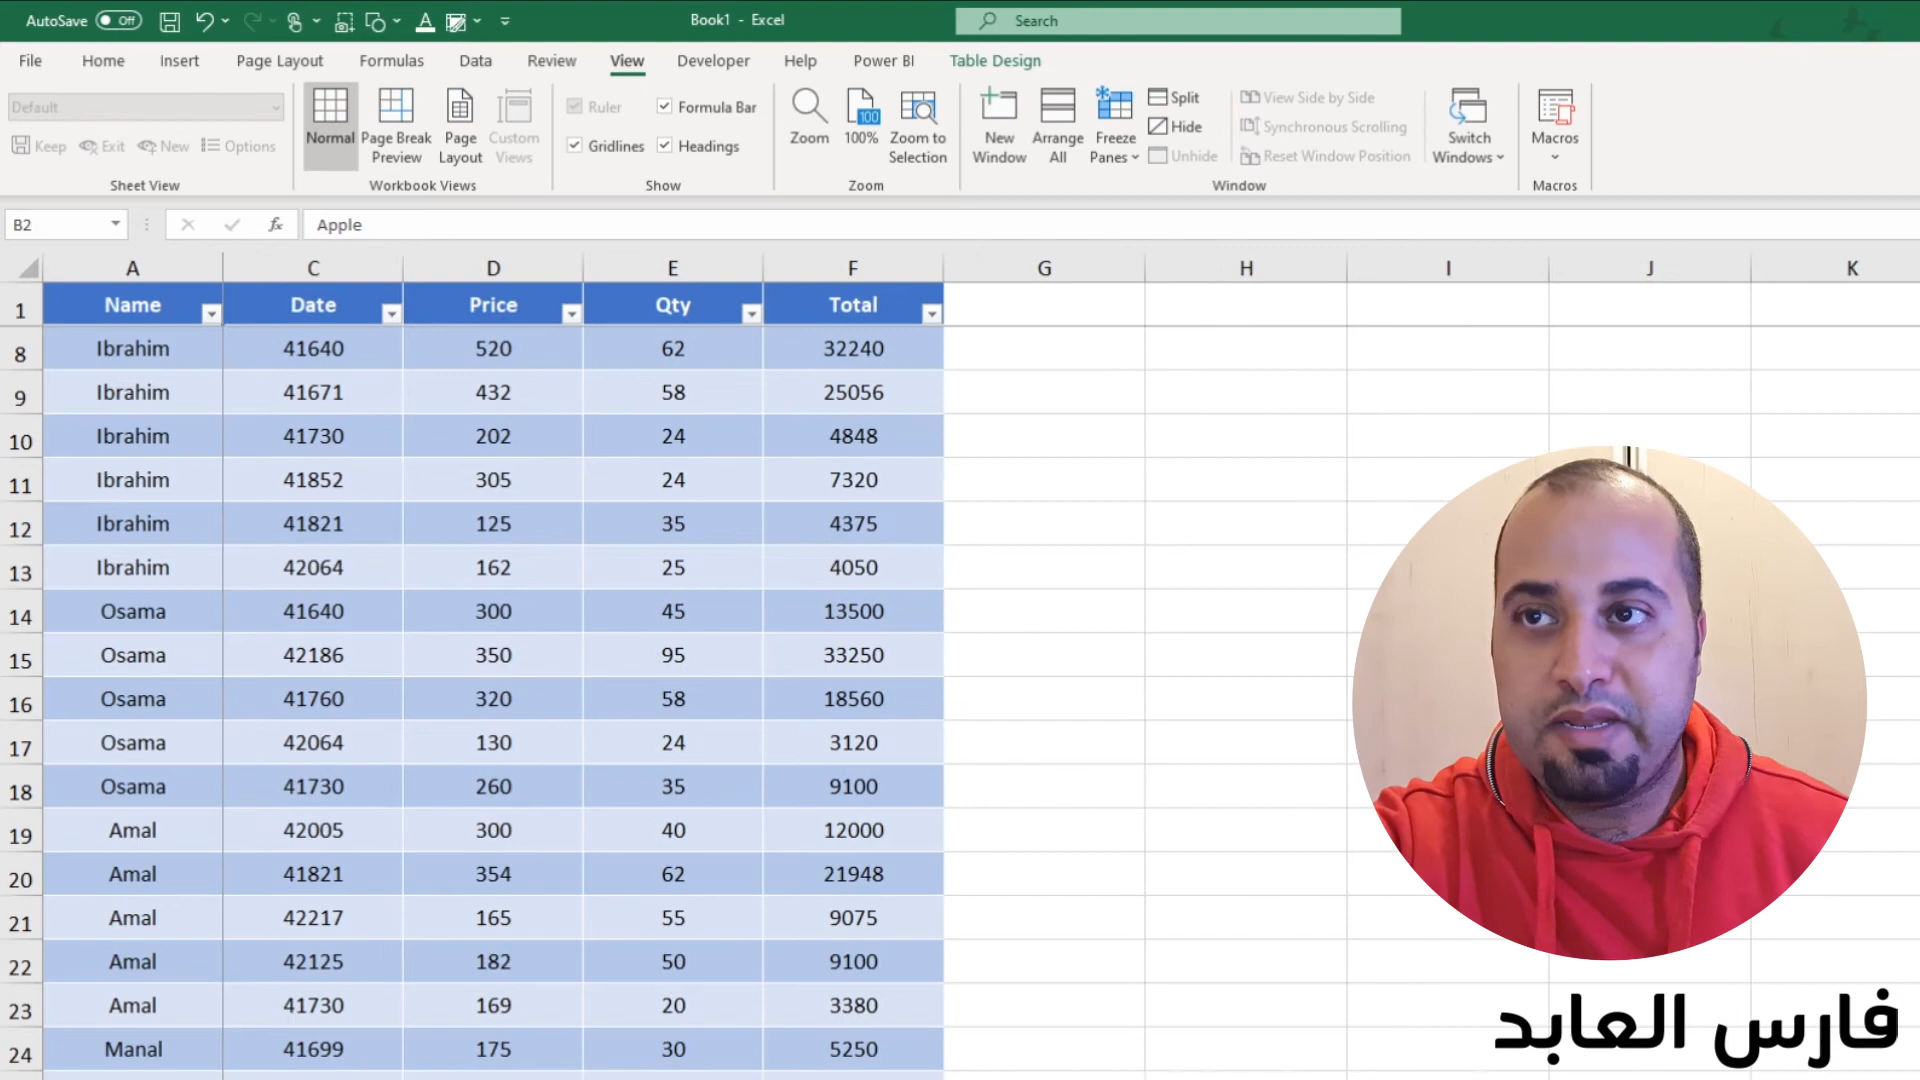 AutoSave Off Book1 - Excel Search
File Home Insert Page Layout Formulas Data Review View Developer Help Power BI Table Design
Default
Keep Exit New Options
Sheet View
Normal Page Break Preview Page Layout Custom Views
Workbook Views
Ruler Formula Bar
Gridlines Headings
Show
Zoom 100 100% Zoom to Selection
Zoom
New Window Arrange All Freeze Panes
Split
Hide
Unhide
View Side by Side
Synchronous Scrolling
Reset Window Position
Switch Windows
Window
Macros
Macros
B2 fx Apple
A C D E F G H I J K
1 Name Date Price Qty Total
8 Ibrahim 41640 520 62 32240
9 Ibrahim 41671 432 58 25056
10 Ibrahim 41730 202 24 4848
11 Ibrahim 41852 305 24 7320
12 Ibrahim 41821 125 35 4375
13 Ibrahim 42064 162 25 4050
14 Osama 41640 300 45 13500
15 Osama 42186 350 95 33250
16 Osama 41760 320 58 18560
17 Osama 42064 130 24 3120
18 Osama 41730 260 35 9100
19 Amal 42005 300 40 12000
20 Amal 41821 354 62 21948
21 Amal 42217 165 55 9075
22 Amal 42125 182 50 9100
23 Amal 41730 169 20 3380
24 Manal 41699 175 30 5250
فارس العابد